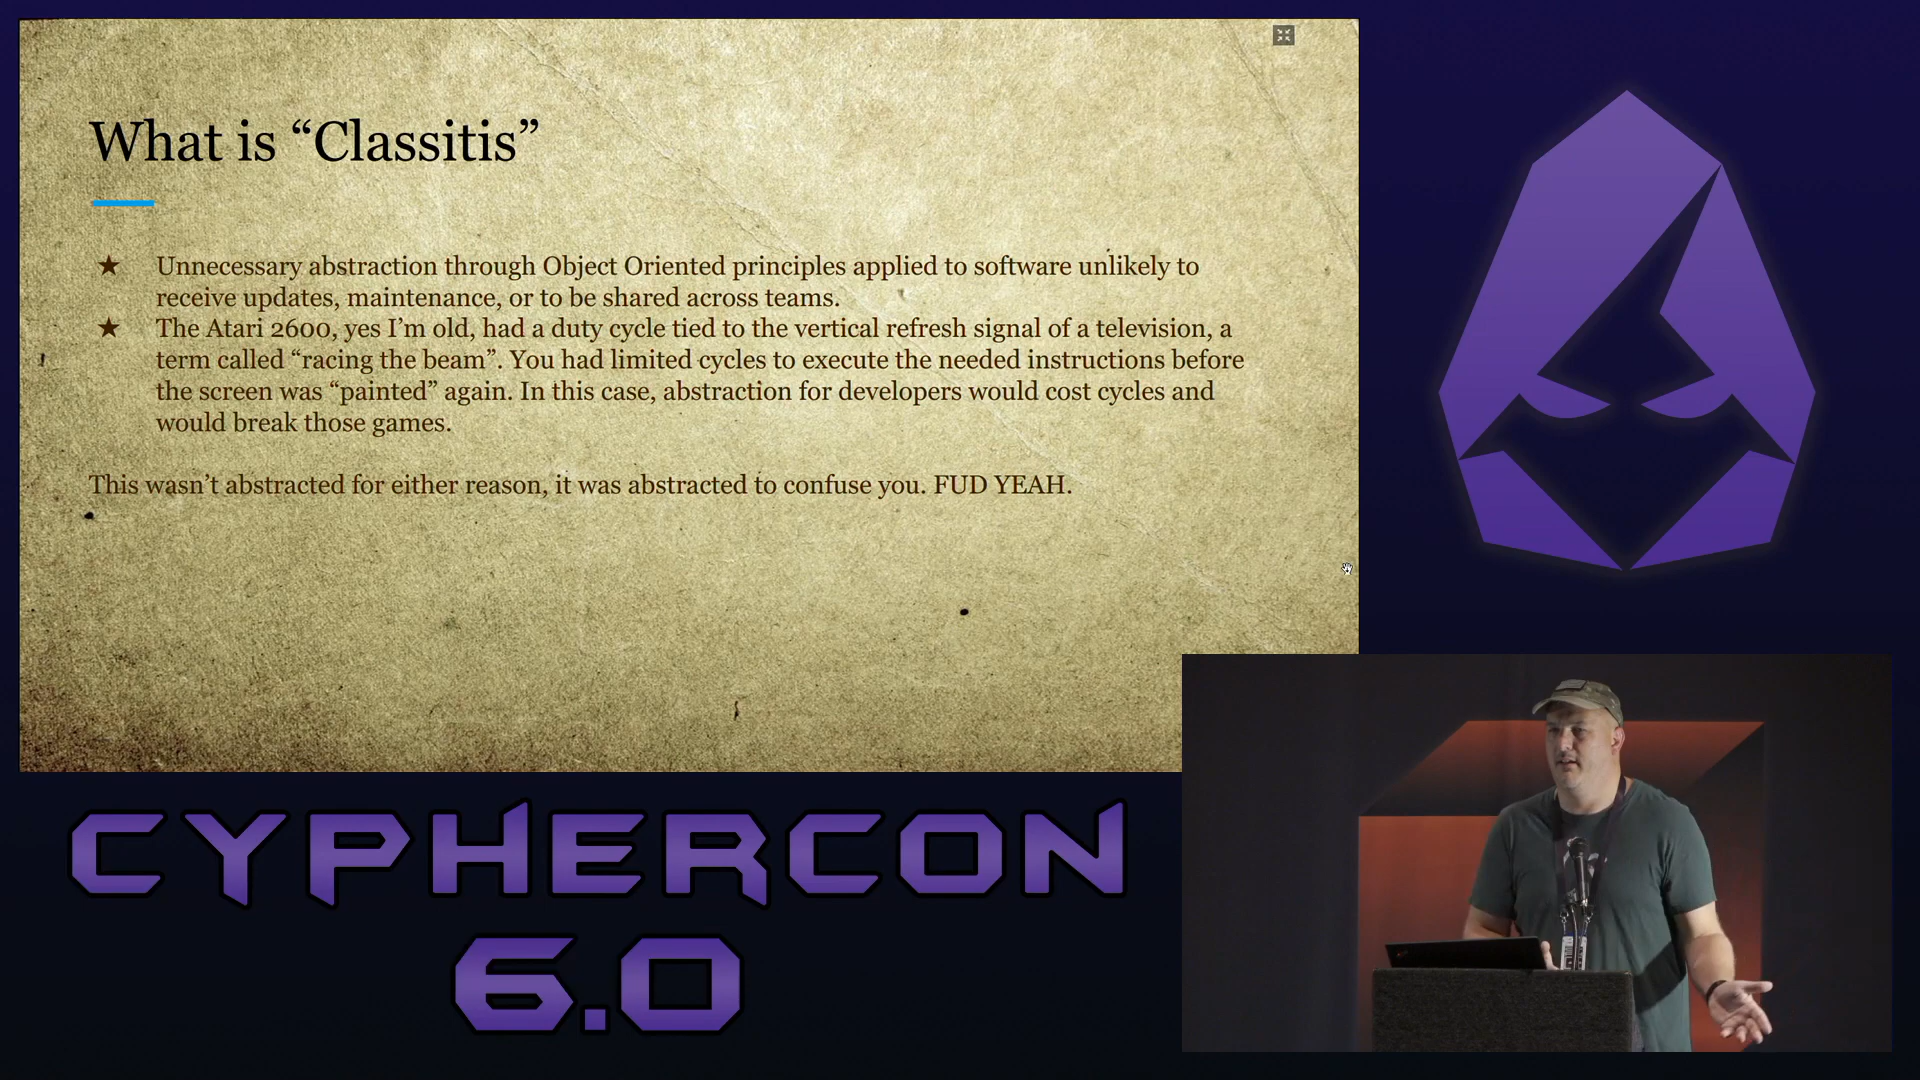 What is “Classitis”
★ Unnecessary abstraction through Object Oriented principles applied to software unlikely to
receive updates, maintenance, or to be shared across teams.
★ The Atari 2600, yes I’m old, had a duty cycle tied to the vertical refresh signal of a television, a
term called “racing the beam”. You had limited cycles to execute the needed instructions before
the screen was “painted” again. In this case, abstraction for developers would cost cycles and
would break those games.
This wasn’t abstracted for either reason, it was abstracted to confuse you. FUD YEAH.
CYPHERCON
6.0